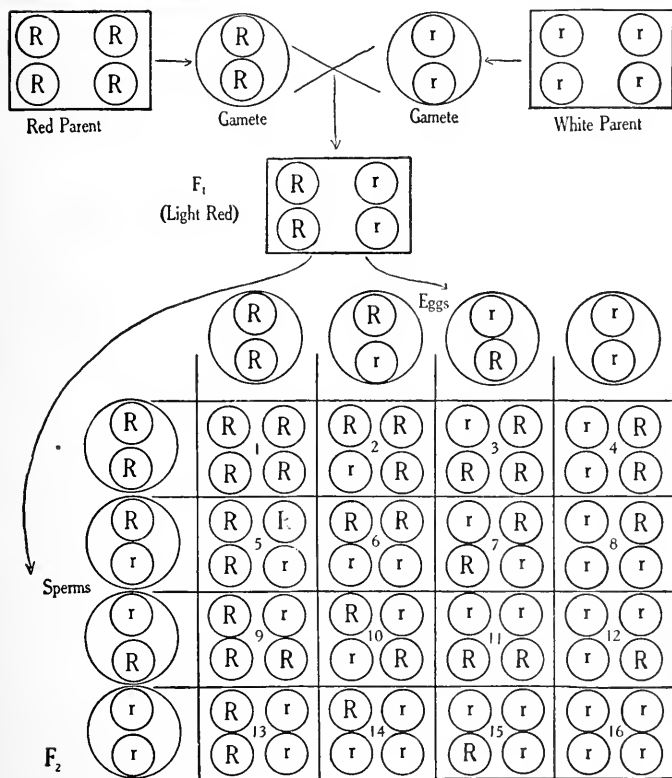 R R R r r r
R R R r r r
Red Parent Gamete Gamete White Parent
F₁
(Light Red)
R r
R r
Eggs
R R r r
R r R r
R R R R R r R r R
1 2 3 4
R R R r R R R r R
R R r R R r R r R
5 6 7 8
r R r r r R r r r
Sperms
r R r R r r r r r
9 10 11 12
R R R r R R R r R
r R r R r r r r r
13 14 15 16
F₂ r R r r r R r r r